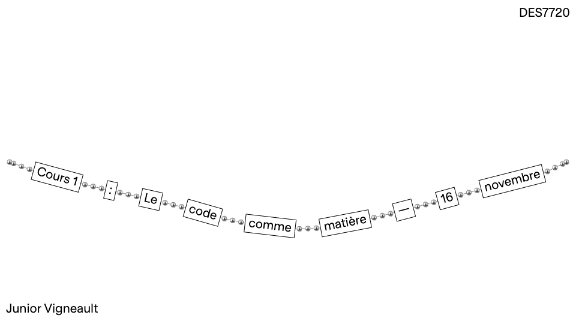 DES7720
Cours 1 : Le code comme matière — 16 novembre
Junior Vigneault